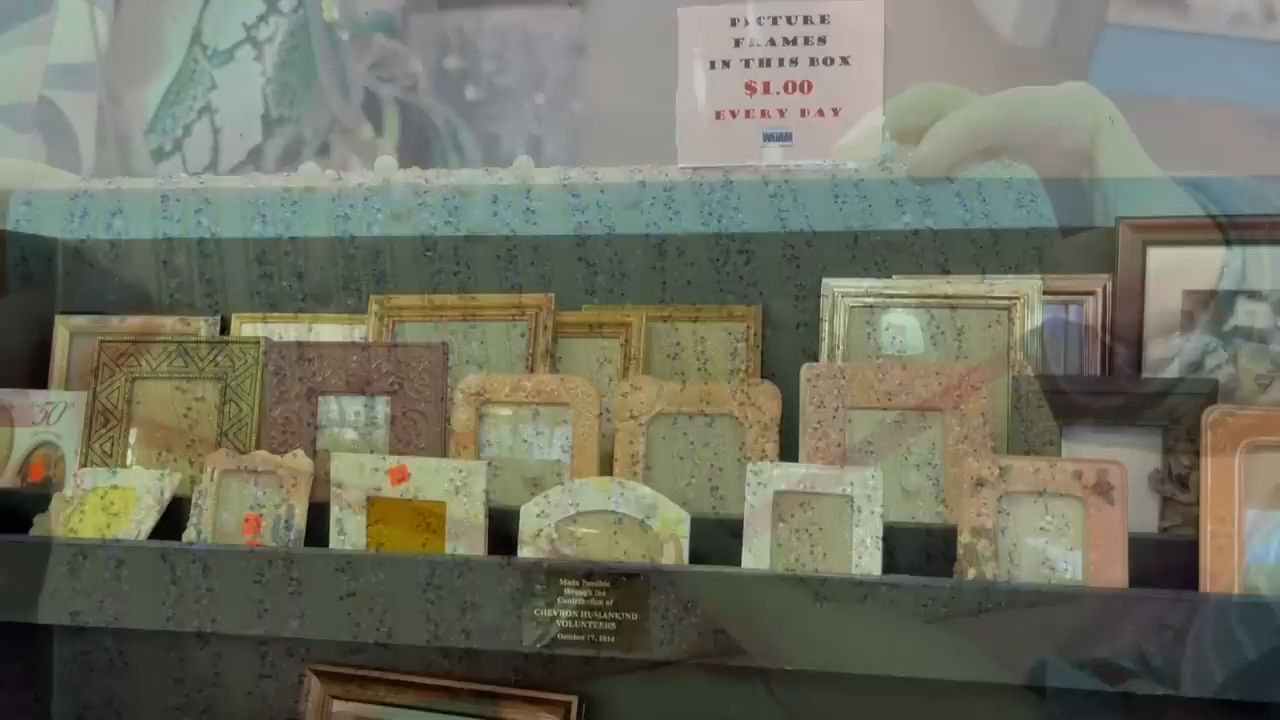 PICTURE
FRAMES
IN THIS BOX
$1.00
EVERY DAY
50th
Made Possible
through the
Contribution of
CHEVRON HUMANKIND
VOLUNTEERS
October 17, 2014